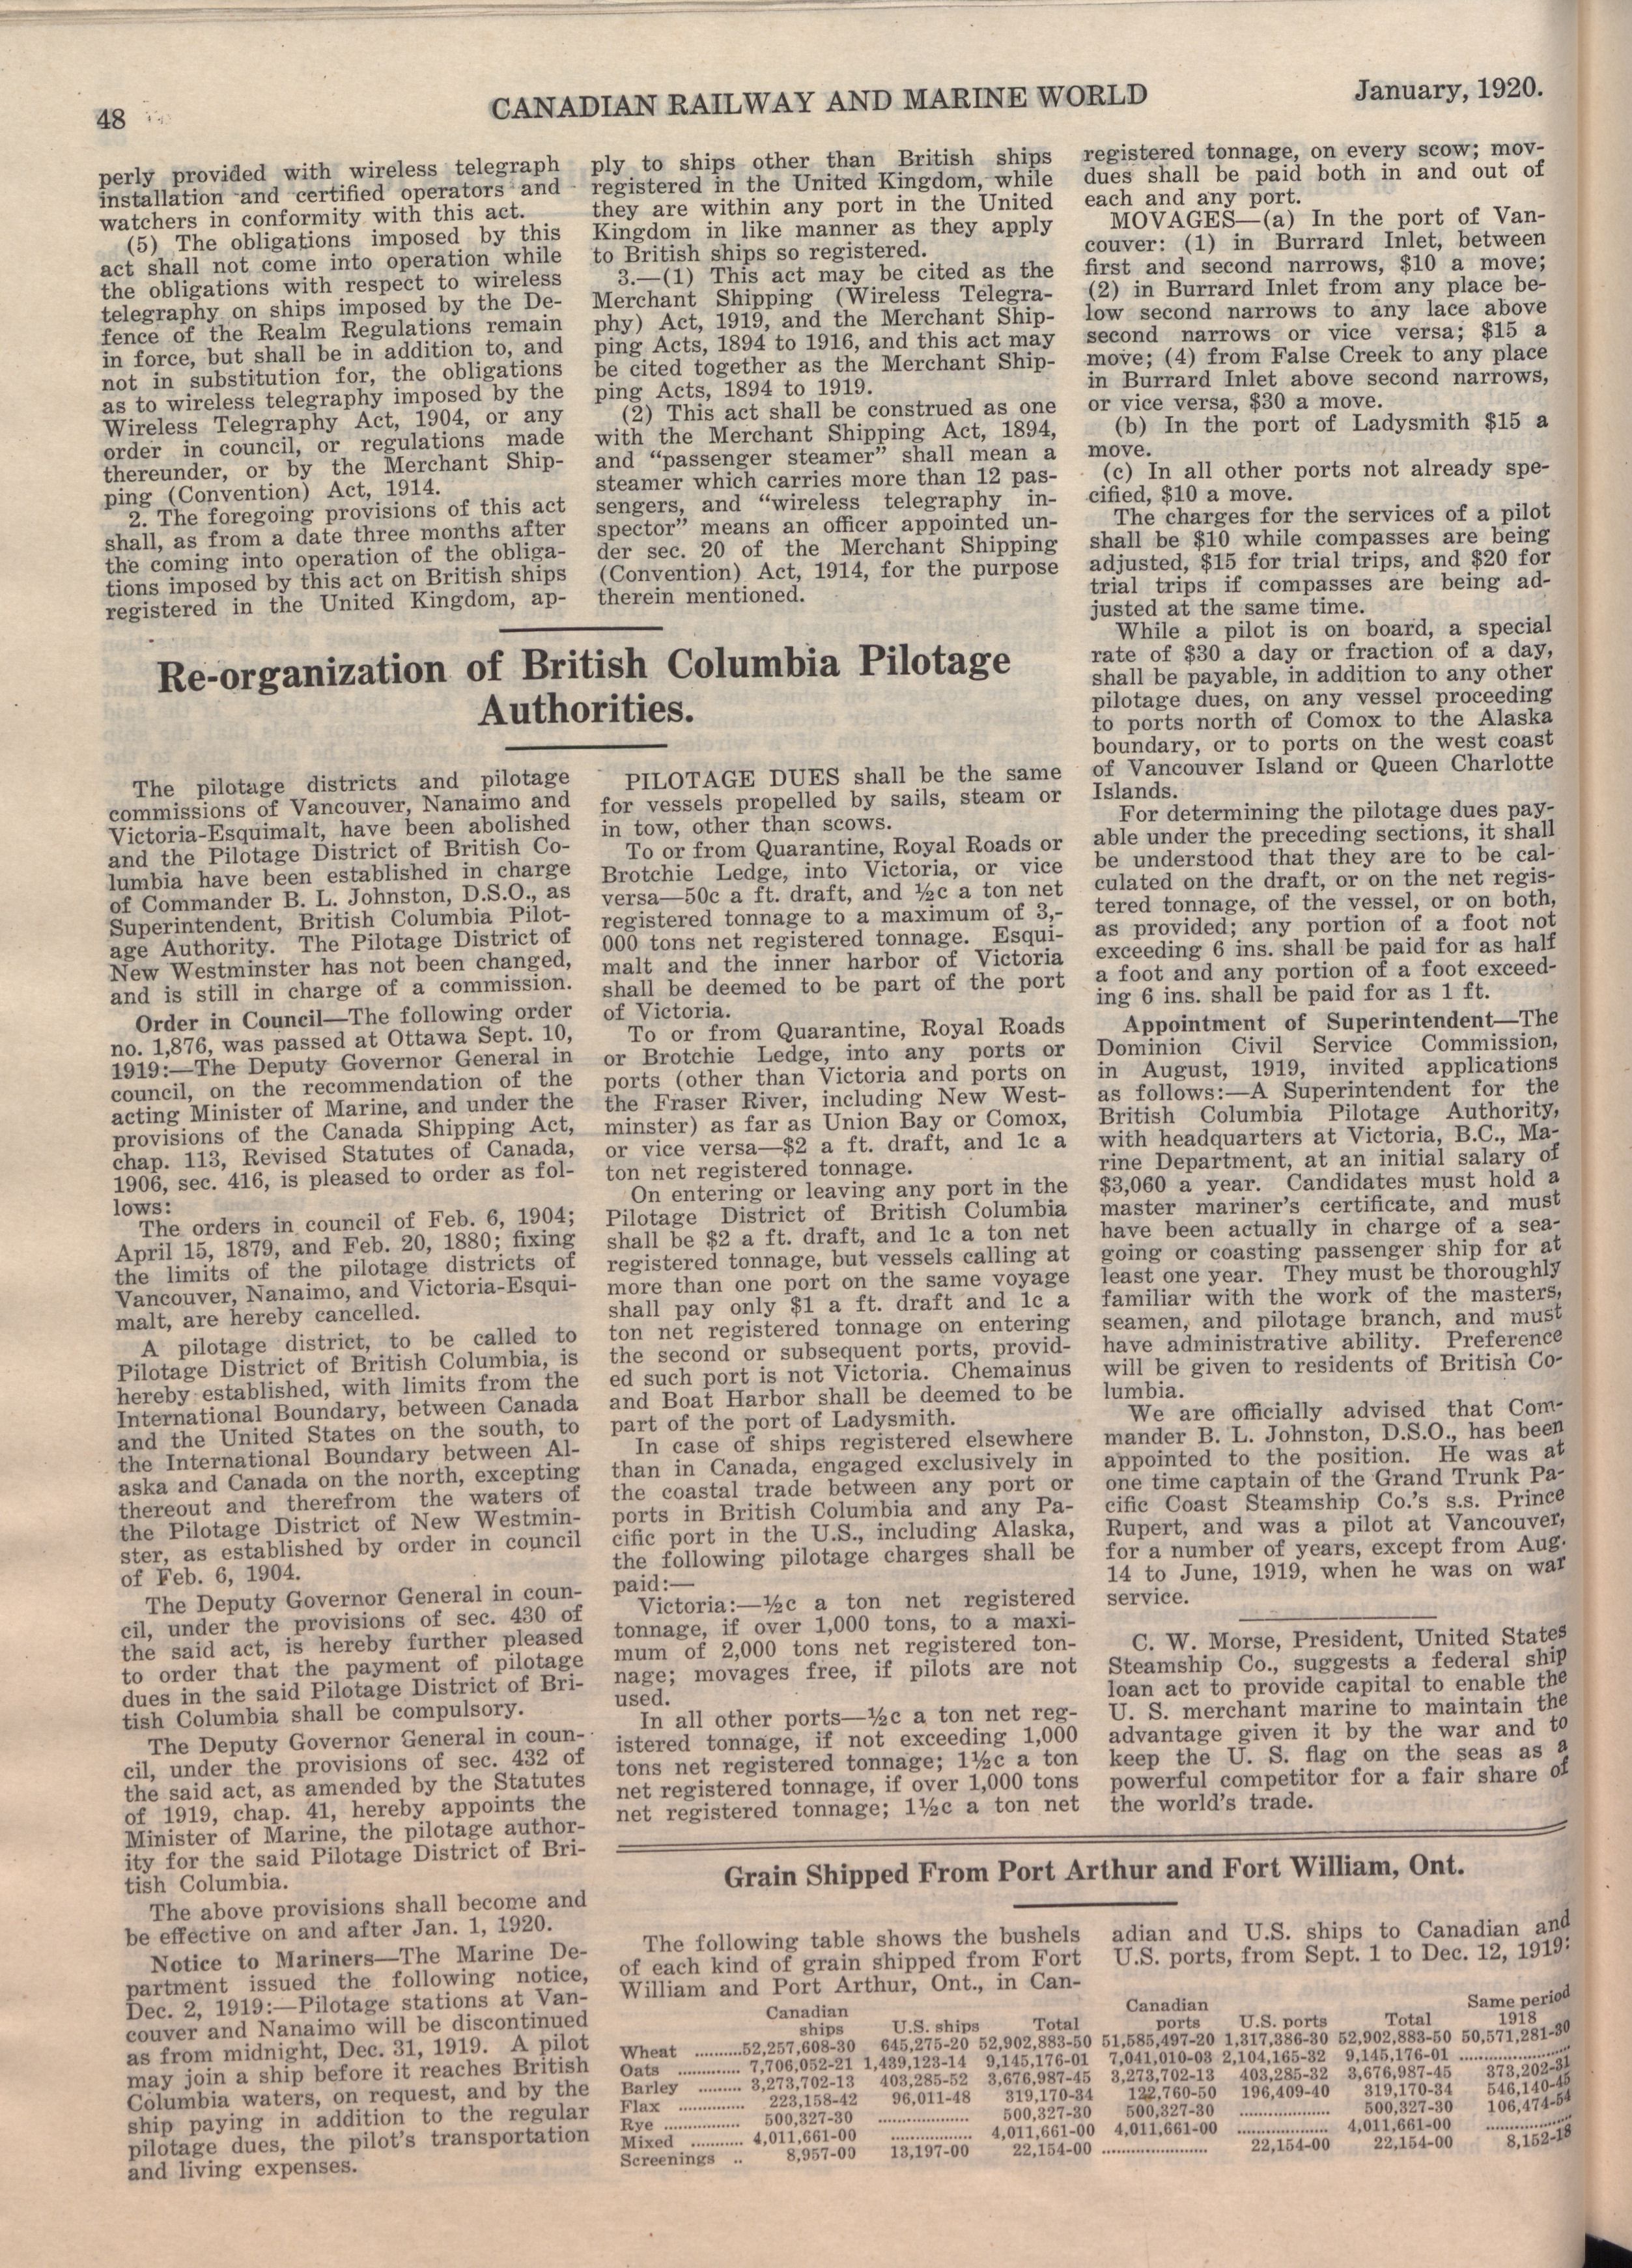 48
CANADIAN RAILWAY AND MARINE WORLD
January, 1920.
perly provided with wireless telegraph
installation and certified operators and
watchers in conformity with this act.
(5) The obligations imposed by this
act shall not come into operation while
the obligations with respect to wireless
telegraphy on ships imposed by the De-
fence of the Realm Regulations remain
in force, but shall be in addition to, and
not in substitution for, the obligations
as to wireless telegraphy imposed by the
Wireless Telegraphy Act, 1904, or any
order in council, or regulations made
thereunder, or by the Merchant Ship-
ping (Convention) Act, 1914.
2. The foregoing provisions of this act
shall, as from a date three months after
the coming into operation of the obliga-
tions imposed by this act on British ships
registered in the United Kingdom, ap-
ply to ships other than British ships
registered in the United Kingdom, while
they are within any port in the United
Kingdom in like manner as they apply
to British ships so registered.
3.—(1) This act may be cited as the
Merchant Shipping (Wireless Telegra-
phy) Act, 1919, and the Merchant Ship-
ping Acts, 1894 to 1916, and this act may
be cited together as the Merchant Ship-
ping Acts, 1894 to 1919.
(2) This act shall be construed as one
with the Merchant Shipping Act, 1894,
and "passenger steamer" shall mean a
steamer which carries more than 12 pas-
sengers, and "wireless telegraphy in-
spector" means an officer appointed un-
der sec. 20 of the Merchant Shipping
(Convention) Act, 1914, for the purpose
therein mentioned.
Re-organization of British Columbia Pilotage
Authorities.
The pilotage districts and pilotage
commissions of Vancouver, Nanaimo and
Victoria-Esquimalt, have been abolished
and the Pilotage District of British Co-
lumbia have been established in charge
of Commander B. L. Johnston, D.S.O., as
Superintendent, British Columbia Pilot-
age Authority. The Pilotage District of
New Westminster has not been changed,
and is still in charge of a commission.
Order in Council—The following order
no. 1,876, was passed at Ottawa Sept. 10,
1919:—The Deputy Governor General in
council, on the recommendation of the
acting Minister of Marine, and under the
provisions of the Canada Shipping Act,
chap. 113, Revised Statutes of Canada,
1906, sec. 416, is pleased to order as fol-
lows:
The orders in council of Feb. 6, 1904;
April 15, 1879, and Feb. 20, 1880; fixing
the limits of the pilotage districts of
Vancouver, Nanaimo, and Victoria-Esqui-
malt, are hereby cancelled.
A pilotage district, to be called to
Pilotage District of British Columbia, is
hereby established, with limits from the
International Boundary, between Canada
and the United States on the south, to
the International Boundary between Al-
aska and Canada on the north, excepting
thereout and therefrom the waters of
the Pilotage District of New Westmin-
ster, as established by order in council
of Feb. 6, 1904.
The Deputy Governor General in coun-
cil, under the provisions of sec. 430 of
the said act, is hereby further pleased
to order that the payment of pilotage
dues in the said Pilotage District of Bri-
tish Columbia shall be compulsory.
The Deputy Governor General in coun-
cil, under the provisions of sec. 432 of
the said act, as amended by the Statutes
of 1919, chap. 41, hereby appoints the
Minister of Marine, the pilotage author-
ity for the said Pilotage District of Bri-
tish Columbia.
The above provisions shall become and
be effective on and after Jan. 1, 1920.
Notice to Mariners—The Marine De-
partment issued the following notice,
Dec. 2, 1919:—Pilotage stations at Van-
couver and Nanaimo will be discontinued
as from midnight, Dec. 31, 1919. A pilot
may join a ship before it reaches British
Columbia waters, on request, and by the
ship paying in addition to the regular
pilotage dues, the pilot's transportation
and living expenses.
PILOTAGE DUES shall be the same
for vessels propelled by sails, steam or
in tow, other than scows.
To or from Quarantine, Royal Roads or
Brotchie Ledge, into Victoria, or vice
versa—50c a ft. draft, and ½c a ton net
registered tonnage to a maximum of 3,-
000 tons net registered tonnage. Esqui-
malt and the inner harbor of Victoria
shall be deemed to be part of the port
of Victoria.
To or from Quarantine, Royal Roads
or Brotchie Ledge, into any ports or
ports (other than Victoria and ports on
the Fraser River, including New West-
minster) as far as Union Bay or Comox,
or vice versa—$2 a ft. draft, and 1c a
ton net registered tonnage.
On entering or leaving any port in the
Pilotage District of British Columbia
shall be $2 a ft. draft, and 1c a ton net
registered tonnage, but vessels calling at
more than one port on the same voyage
shall pay only $1 a ft. draft and 1c a
ton net registered tonnage on entering
the second or subsequent ports, provid-
ed such port is not Victoria. Chemainus
and Boat Harbor shall be deemed to be
part of the port of Ladysmith.
In case of ships registered elsewhere
than in Canada, engaged exclusively in
the coastal trade between any port or
ports in British Columbia and any Pa-
cific port in the U.S., including Alaska,
the following pilotage charges shall be
paid:—
Victoria:—½c a ton net registered
tonnage, if over 1,000 tons, to a maxi-
mum of 2,000 tons net registered ton-
nage; movages free, if pilots are not
used.
In all other ports—½c a ton net reg-
istered tonnage, if not exceeding 1,000
tons net registered tonnage; 1½c a ton
net registered tonnage, if over 1,000 tons
net registered tonnage; 1½c a ton net
registered tonnage, on every scow; mov-
dues shall be paid both in and out of
each and any port.
MOVAGES—(a) In the port of Van-
couver: (1) in Burrard Inlet, between
first and second narrows, $10 a move;
(2) in Burrard Inlet from any place be-
low second narrows to any lace above
second narrows or vice versa; $15 a
move; (4) from False Creek to any place
in Burrard Inlet above second narrows,
or vice versa, $30 a move.
(b) In the port of Ladysmith $15 a
move.
(c) In all other ports not already spe-
cified, $10 a move.
The charges for the services of a pilot
shall be $10 while compasses are being
adjusted, $15 for trial trips, and $20 for
trial trips if compasses are being ad-
justed at the same time.
While a pilot is on board, a special
rate of $30 a day or fraction of a day,
shall be payable, in addition to any other
pilotage dues, on any vessel proceeding
to ports north of Comox to the Alaska
boundary, or to ports on the west coast
of Vancouver Island or Queen Charlotte
Islands.
For determining the pilotage dues pay-
able under the preceding sections, it shall
be understood that they are to be cal-
culated on the draft, or on the net regis-
tered tonnage, of the vessel, or on both,
as provided; any portion of a foot not
exceeding 6 ins. shall be paid for as half
a foot and any portion of a foot exceed-
ing 6 ins. shall be paid for as 1 ft.
Appointment of Superintendent—The
Dominion Civil Service Commission,
in August, 1919, invited applications
as follows:—A Superintendent for the
British Columbia Pilotage Authority,
with headquarters at Victoria, B.C., Ma-
rine Department, at an initial salary of
$3,060 a year. Candidates must hold a
master mariner's certificate, and must
have been actually in charge of a sea-
going or coasting passenger ship for at
least one year. They must be thoroughly
familiar with the work of the masters,
seamen, and pilotage branch, and must
have administrative ability. Preference
will be given to residents of British Co-
lumbia.
We are officially advised that Com-
mander B. L. Johnston, D.S.O., has been
appointed to the position. He was at
one time captain of the Grand Trunk Pa-
cific Coast Steamship Co.'s s.s. Prince
Rupert, and was a pilot at Vancouver,
for a number of years, except from Aug.
14 to June, 1919, when he was on war
service.
C. W. Morse, President, United States
Steamship Co., suggests a federal ship
loan act to provide capital to enable the
U. S. merchant marine to maintain the
advantage given it by the war and to
keep the U. S. flag on the seas as a
powerful competitor for a fair share of
the world's trade.
Grain Shipped From Port Arthur and Fort William, Ont.
The following table shows the bushels
of each kind of grain shipped from Fort
William and Port Arthur, Ont., in Can-
adian and U.S. ships to Canadian and
U.S. ports, from Sept. 1 to Dec. 12, 1919:
Canadian ships U.S. ships Total Canadian ports U.S. ports Total Same period 1918
Wheat .........52,257,608-30 645,275-20 52,902,883-50 51,585,497-20 1,317,386-30 52,902,883-50 50,571,281-30
Oats ............ 7,706,052-21 1,439,123-14 9,145,176-01 7,041,010-03 2,104,165-32 9,145,176-01 ....................
Barley ......... 3,273,702-13 403,285-52 3,676,987-45 3,273,702-13 403,285-32 3,676,987-45 373,202-31
Flax ............. 223,158-42 96,011-48 319,170-34 122,760-50 196,409-40 319,170-34 546,140-45
Rye ............... 500,327-30 .................. 500,327-30 500,327-30 .................. 500,327-30 106,474-54
Mixed .......... 4,011,661-00 ................ 4,011,661-00 4,011,661-00 .................. 4,011,661-00 .................
Screenings .. 8,957-00 13,197-00 22,154-00 ..................... 22,154-00 22,154-00 8,152-18